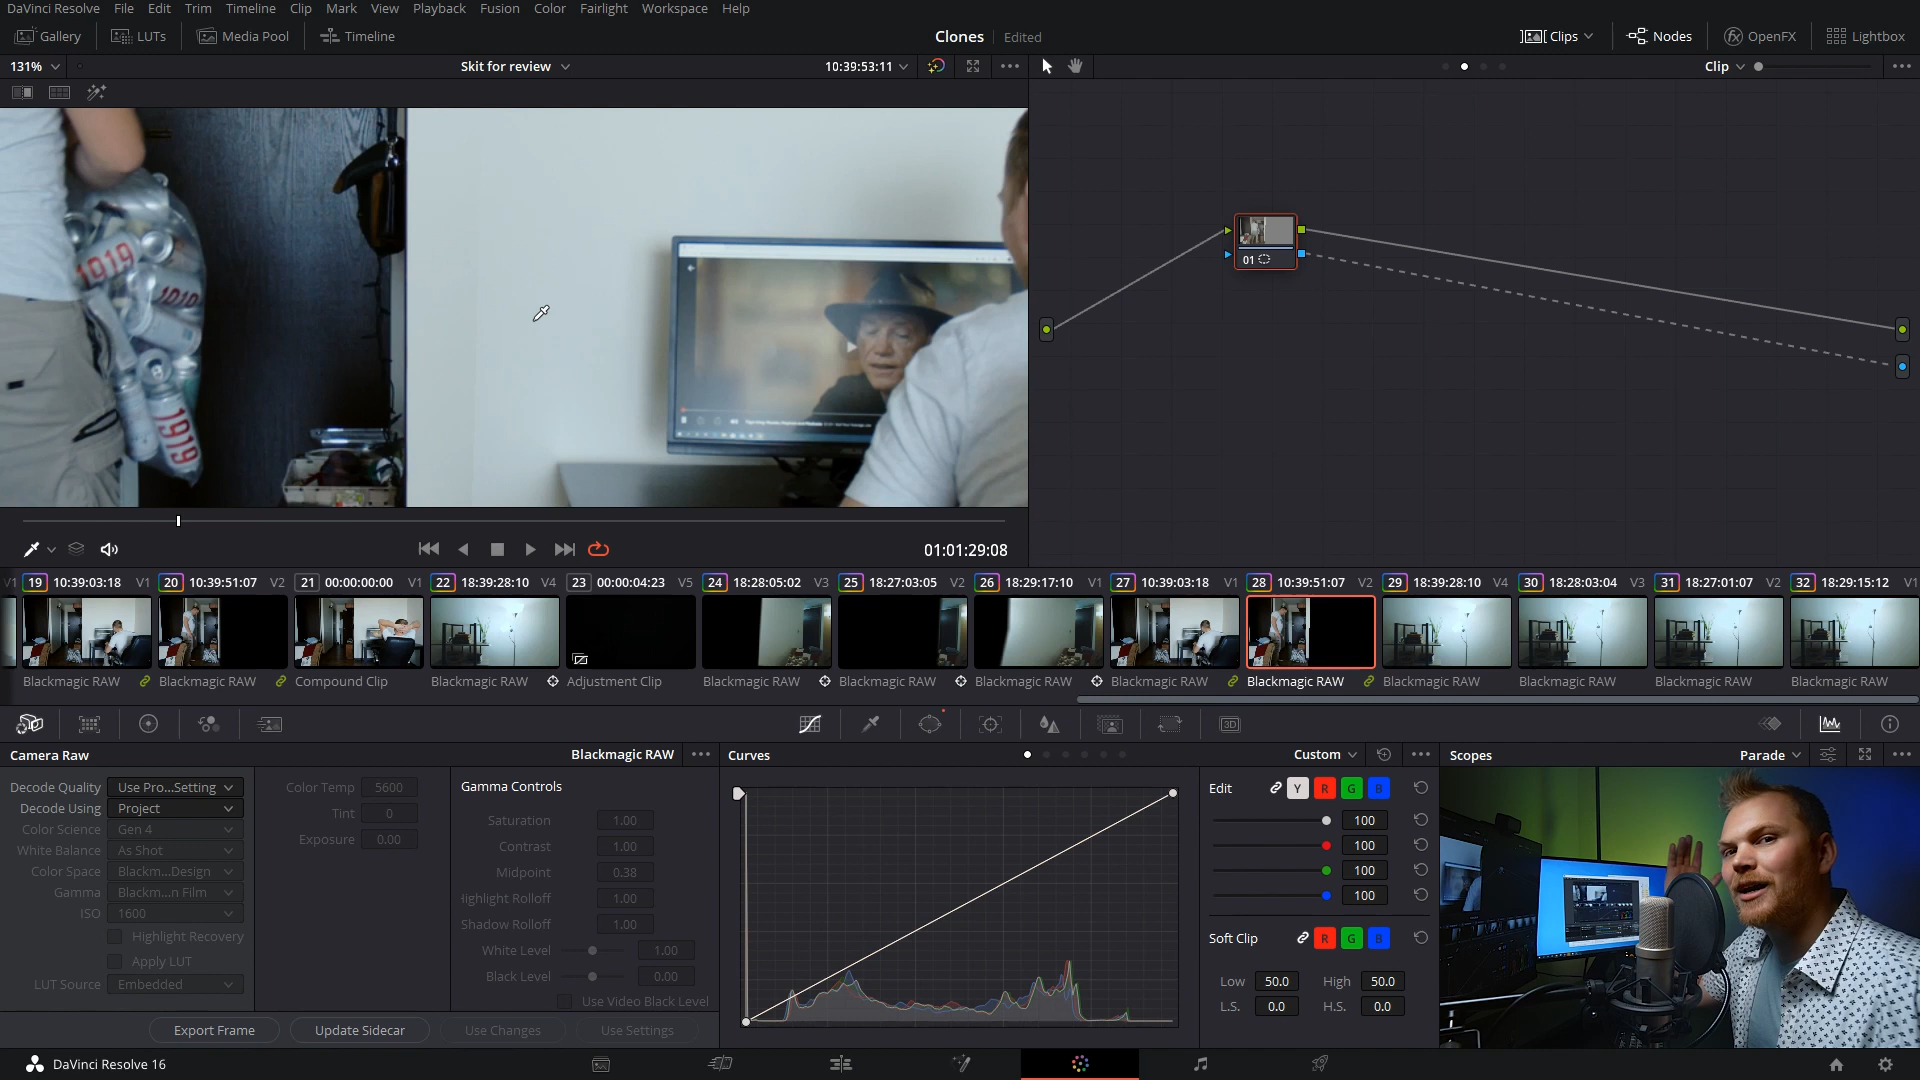 DaVinci Resolve File Edit Trim Timeline Clip Mark View Playback Fusion Color Fairlight Workspace Help
Gallery LUTs Media Pool Timeline Clones Edited Clips Nodes fx OpenFX Lightbox
131% Skit for review 10:39:53:11 Clip
1919
1919
1919
01
01:01:29:08
V1 19 10:39:03:18 V1 20 10:39:51:07 V2 21 00:00:00:00 V1 22 18:39:28:10 V4 23 00:00:04:23 V5 24 18:28:05:02 V3 25 18:27:03:05 V2 26 18:29:17:10 V1 27 10:39:03:18 V1 28 10:39:51:07 V2 29 18:39:28:10 V4 30 18:28:03:04 V3 31 18:27:01:07 V2 32 18:29:15:12 V1
Blackmagic RAW Blackmagic RAW Compound Clip Blackmagic RAW Adjustment Clip Blackmagic RAW Blackmagic RAW Blackmagic RAW Blackmagic RAW Blackmagic RAW Blackmagic RAW Blackmagic RAW Blackmagic RAW Blackmagic RAW
3D
Camera Raw Blackmagic RAW Curves Custom Scopes Parade
Decode Quality Use Pro...Setting
Decode Using Project
Color Science Gen 4
White Balance As Shot
Color Space Blackm...Design
Gamma Blackm...n Film
ISO 1600
Highlight Recovery
Apply LUT
LUT Source Embedded
Color Temp 5600
Tint 0
Exposure 0.00
Gamma Controls
Saturation 1.00
Contrast 1.00
Midpoint 0.38
Highlight Rolloff 1.00
Shadow Rolloff 1.00
White Level 1.00
Black Level 0.00
Use Video Black Level
Export Frame Update Sidecar Use Changes Use Settings
Edit Y R G B
100
100
100
100
Soft Clip R G B
Low 50.0 High 50.0
L.S. 0.0 H.S. 0.0
DaVinci Resolve 16